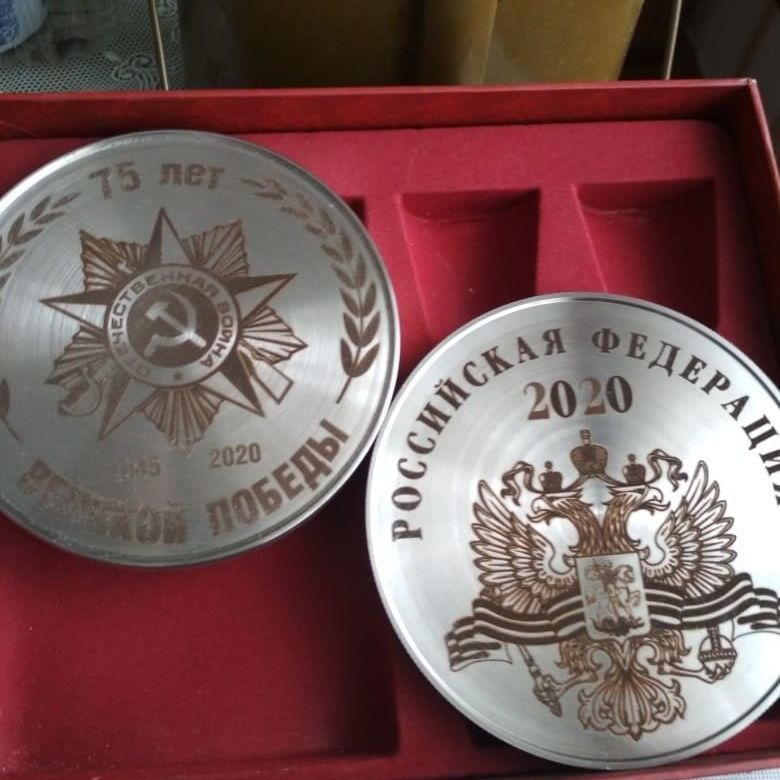 75 лет
ОТЕЧЕСТВЕННАЯ ВОЙНА
1945 2020
ВЕЛИКОЙ ПОБЕДЫ
РОССИЙСКАЯ ФЕДЕРАЦИЯ
2020